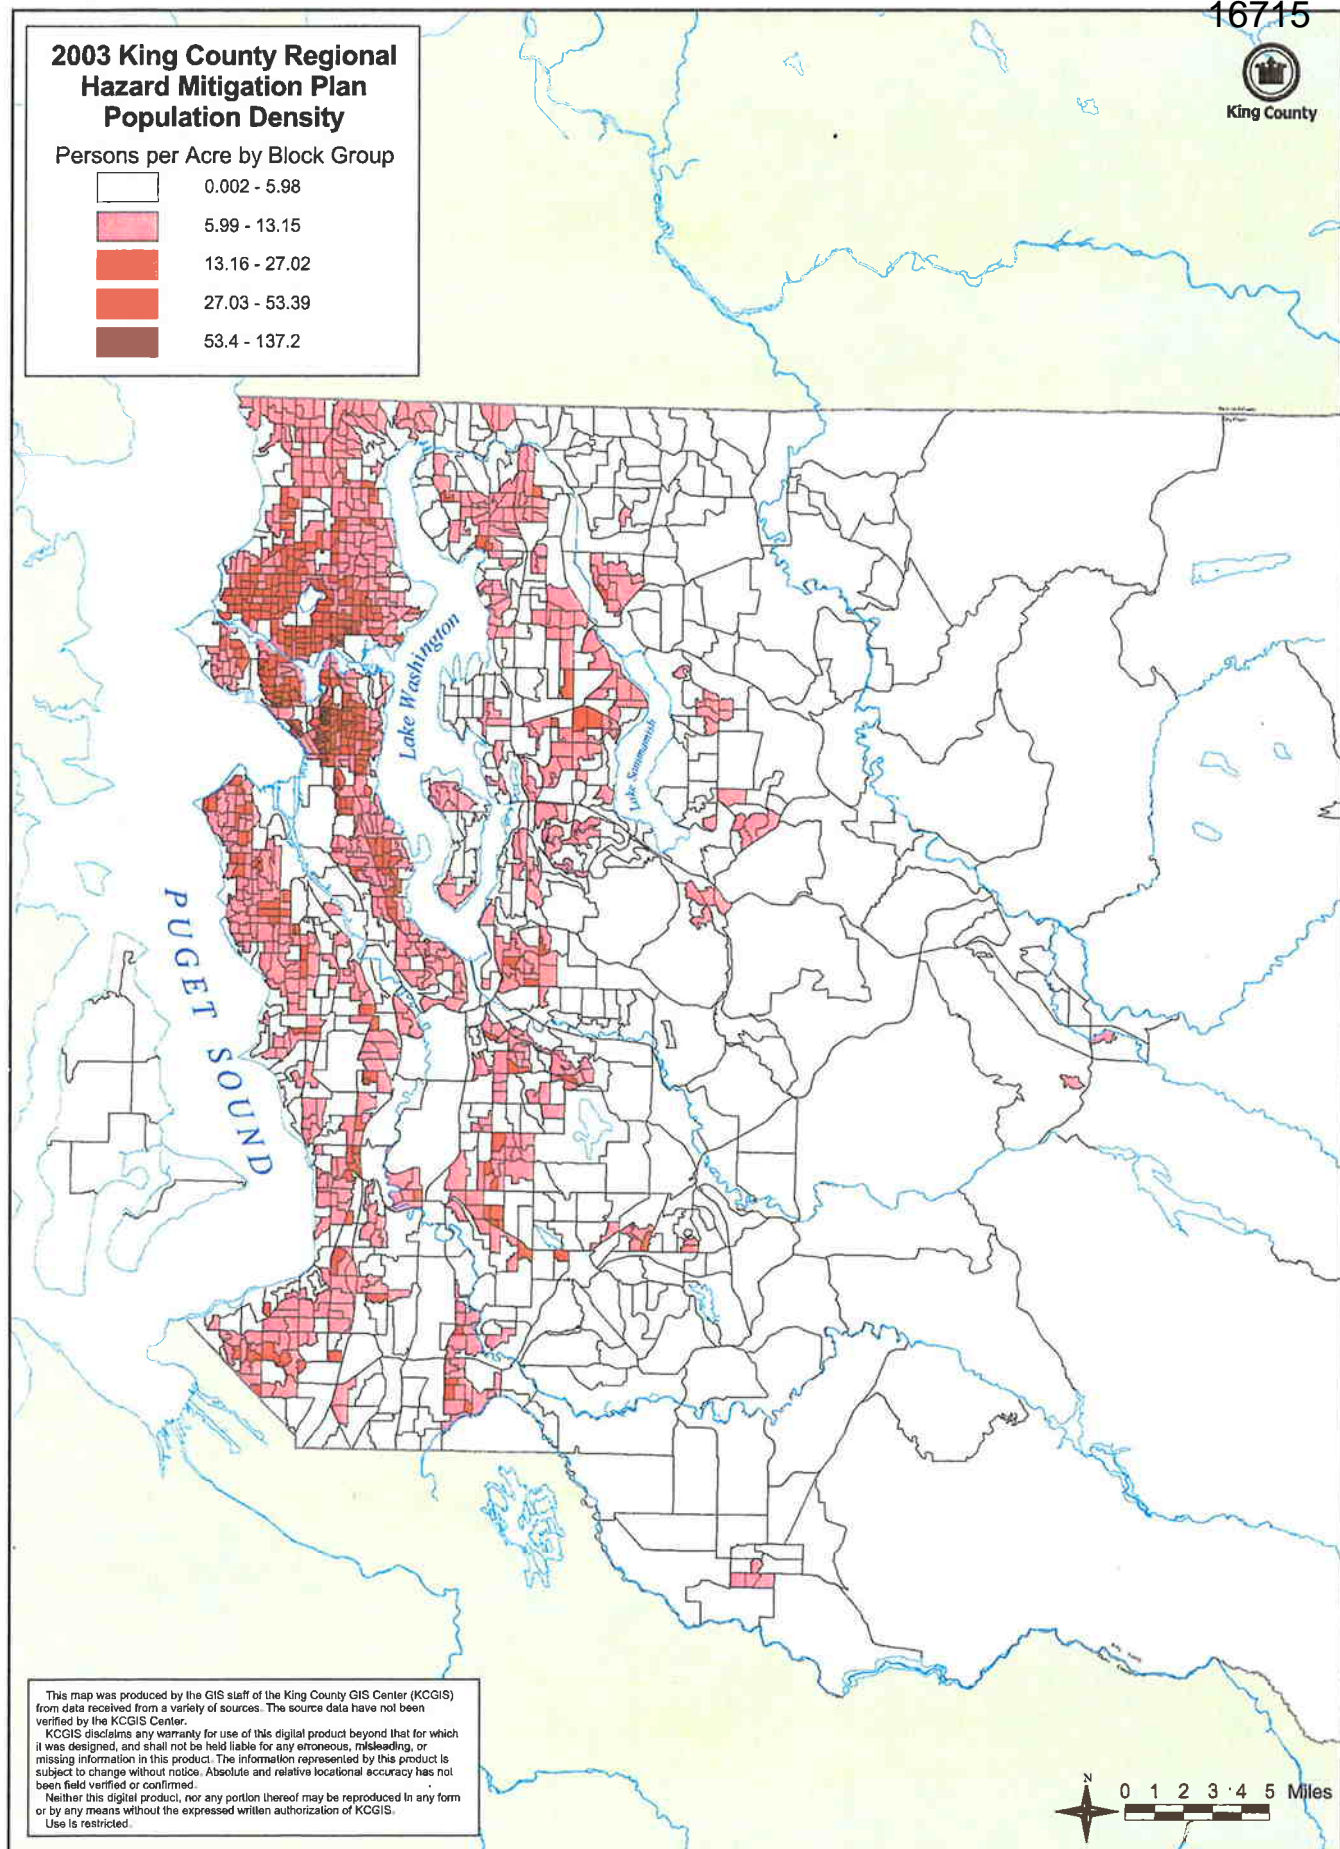 16715
2003 King County Regional
Hazard Mitigation Plan
Population Density
Persons per Acre by Block Group
0.002 - 5.98
5.99 - 13.15
13.16 - 27.02
27.03 - 53.39
53.4 - 137.2
King County
Lake Washington
Lake Sammamish
PUGET SOUND
This map was produced by the GIS staff of the King County GIS Center (KCGIS)
from data received from a variety of sources. The source data have not been
verified by the KCGIS Center.
KCGIS disclaims any warranty for use of this digital product beyond that for which
it was designed, and shall not be held liable for any erroneous, misleading, or
missing information in this product. The information represented by this product is
subject to change without notice. Absolute and relative locational accuracy has not
been field verified or confirmed.
Neither this digital product, nor any portion thereof may be reproduced in any form
or by any means without the expressed written authorization of KCGIS.
Use is restricted.
N
0 1 2 3 4 5 Miles